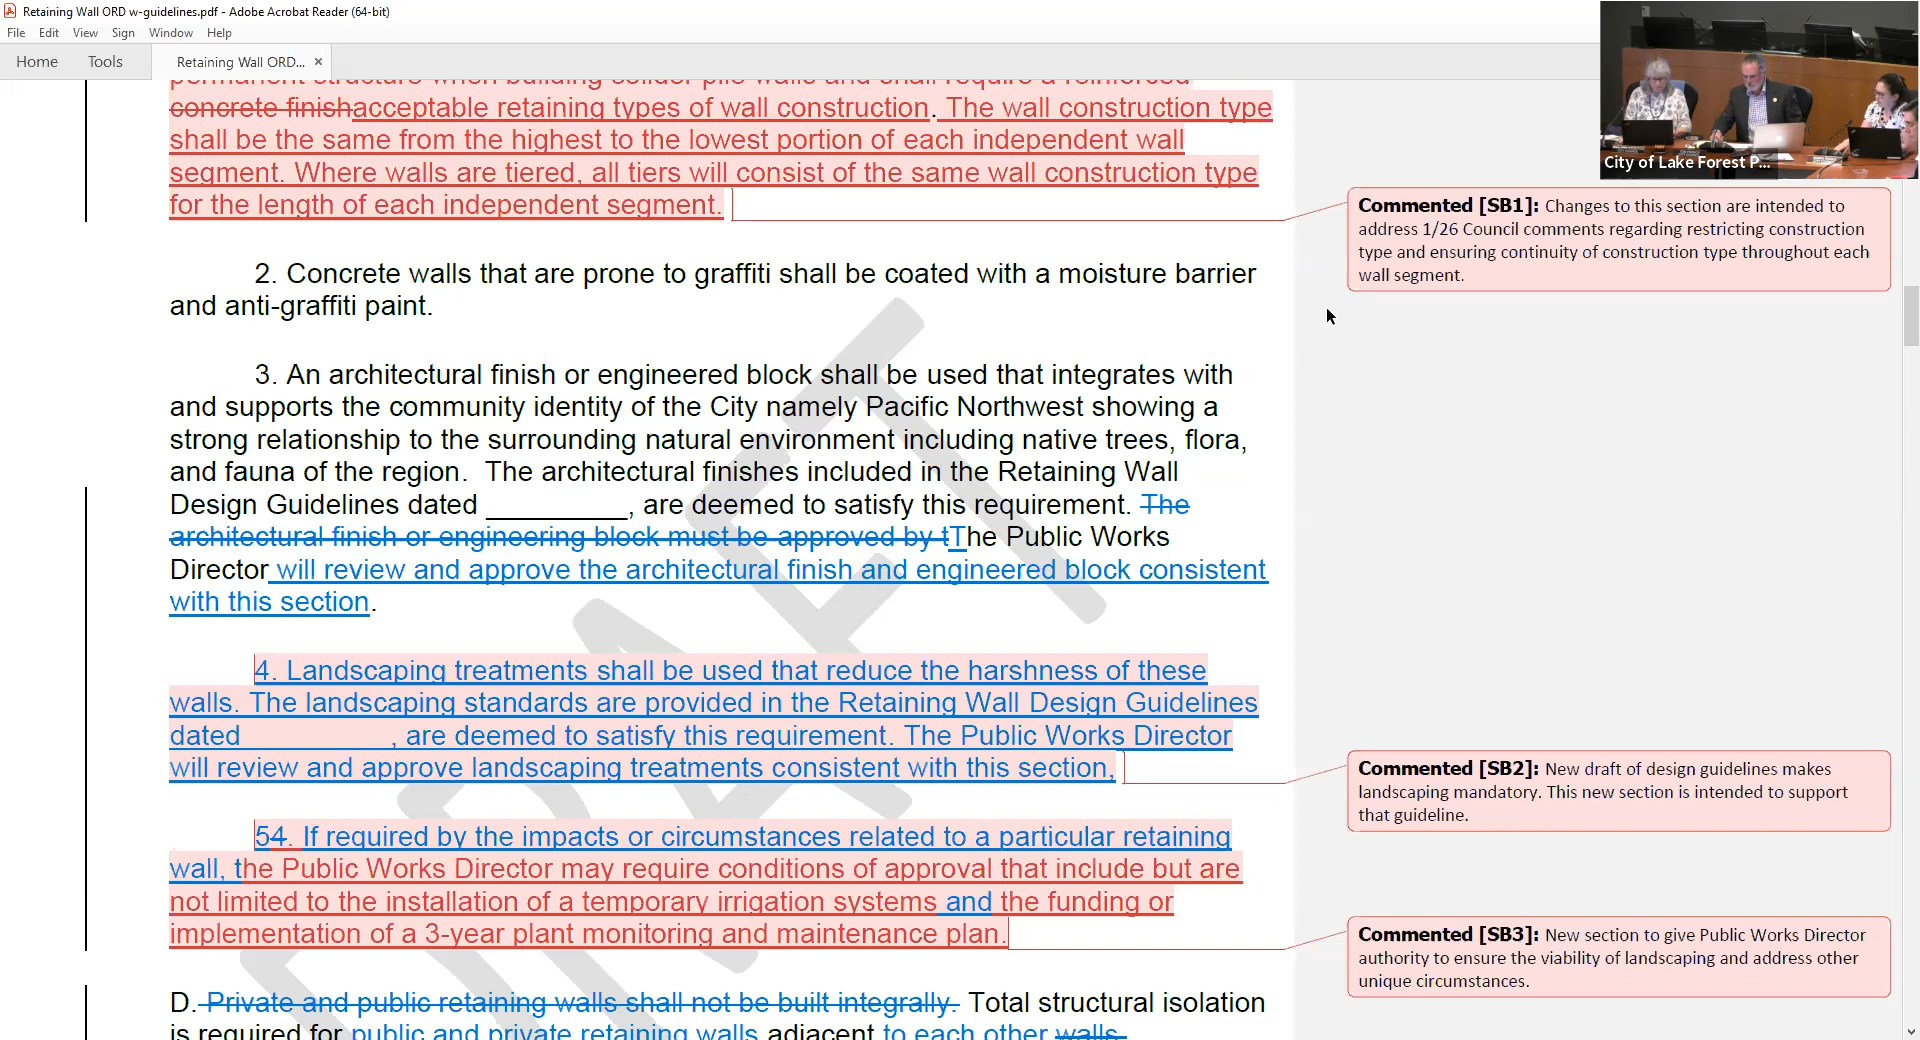 Retaining Wall ORD w-guidelines.pdf - Adobe Acrobat Reader (64-bit)
File Edit View Sign Window Help
Home Tools Retaining Wall ORD... ×
City of Lake Forest P...
permanent structure when building soldier pile walls and shall require a reinforced
concrete finishacceptable retaining types of wall construction. The wall construction type
shall be the same from the highest to the lowest portion of each independent wall
segment. Where walls are tiered, all tiers will consist of the same wall construction type
for the length of each independent segment.
Commented [SB1]: Changes to this section are intended to
address 1/26 Council comments regarding restricting construction
type and ensuring continuity of construction type throughout each
wall segment.
2. Concrete walls that are prone to graffiti shall be coated with a moisture barrier
and anti-graffiti paint.
3. An architectural finish or engineered block shall be used that integrates with
and supports the community identity of the City namely Pacific Northwest showing a
strong relationship to the surrounding natural environment including native trees, flora,
and fauna of the region. The architectural finishes included in the Retaining Wall
Design Guidelines dated _________, are deemed to satisfy this requirement. The
architectural finish or engineering block must be approved by tThe Public Works
Director will review and approve the architectural finish and engineered block consistent
with this section.
4. Landscaping treatments shall be used that reduce the harshness of these
walls. The landscaping standards are provided in the Retaining Wall Design Guidelines
dated _________, are deemed to satisfy this requirement. The Public Works Director
will review and approve landscaping treatments consistent with this section,
Commented [SB2]: New draft of design guidelines makes
landscaping mandatory. This new section is intended to support
that guideline.
54. If required by the impacts or circumstances related to a particular retaining
wall, the Public Works Director may require conditions of approval that include but are
not limited to the installation of a temporary irrigation systems and the funding or
implementation of a 3-year plant monitoring and maintenance plan.
Commented [SB3]: New section to give Public Works Director
authority to ensure the viability of landscaping and address other
unique circumstances.
D. Private and public retaining walls shall not be built integrally. Total structural isolation
is required for public and private retaining walls adjacent to each other walls.
DRAFT